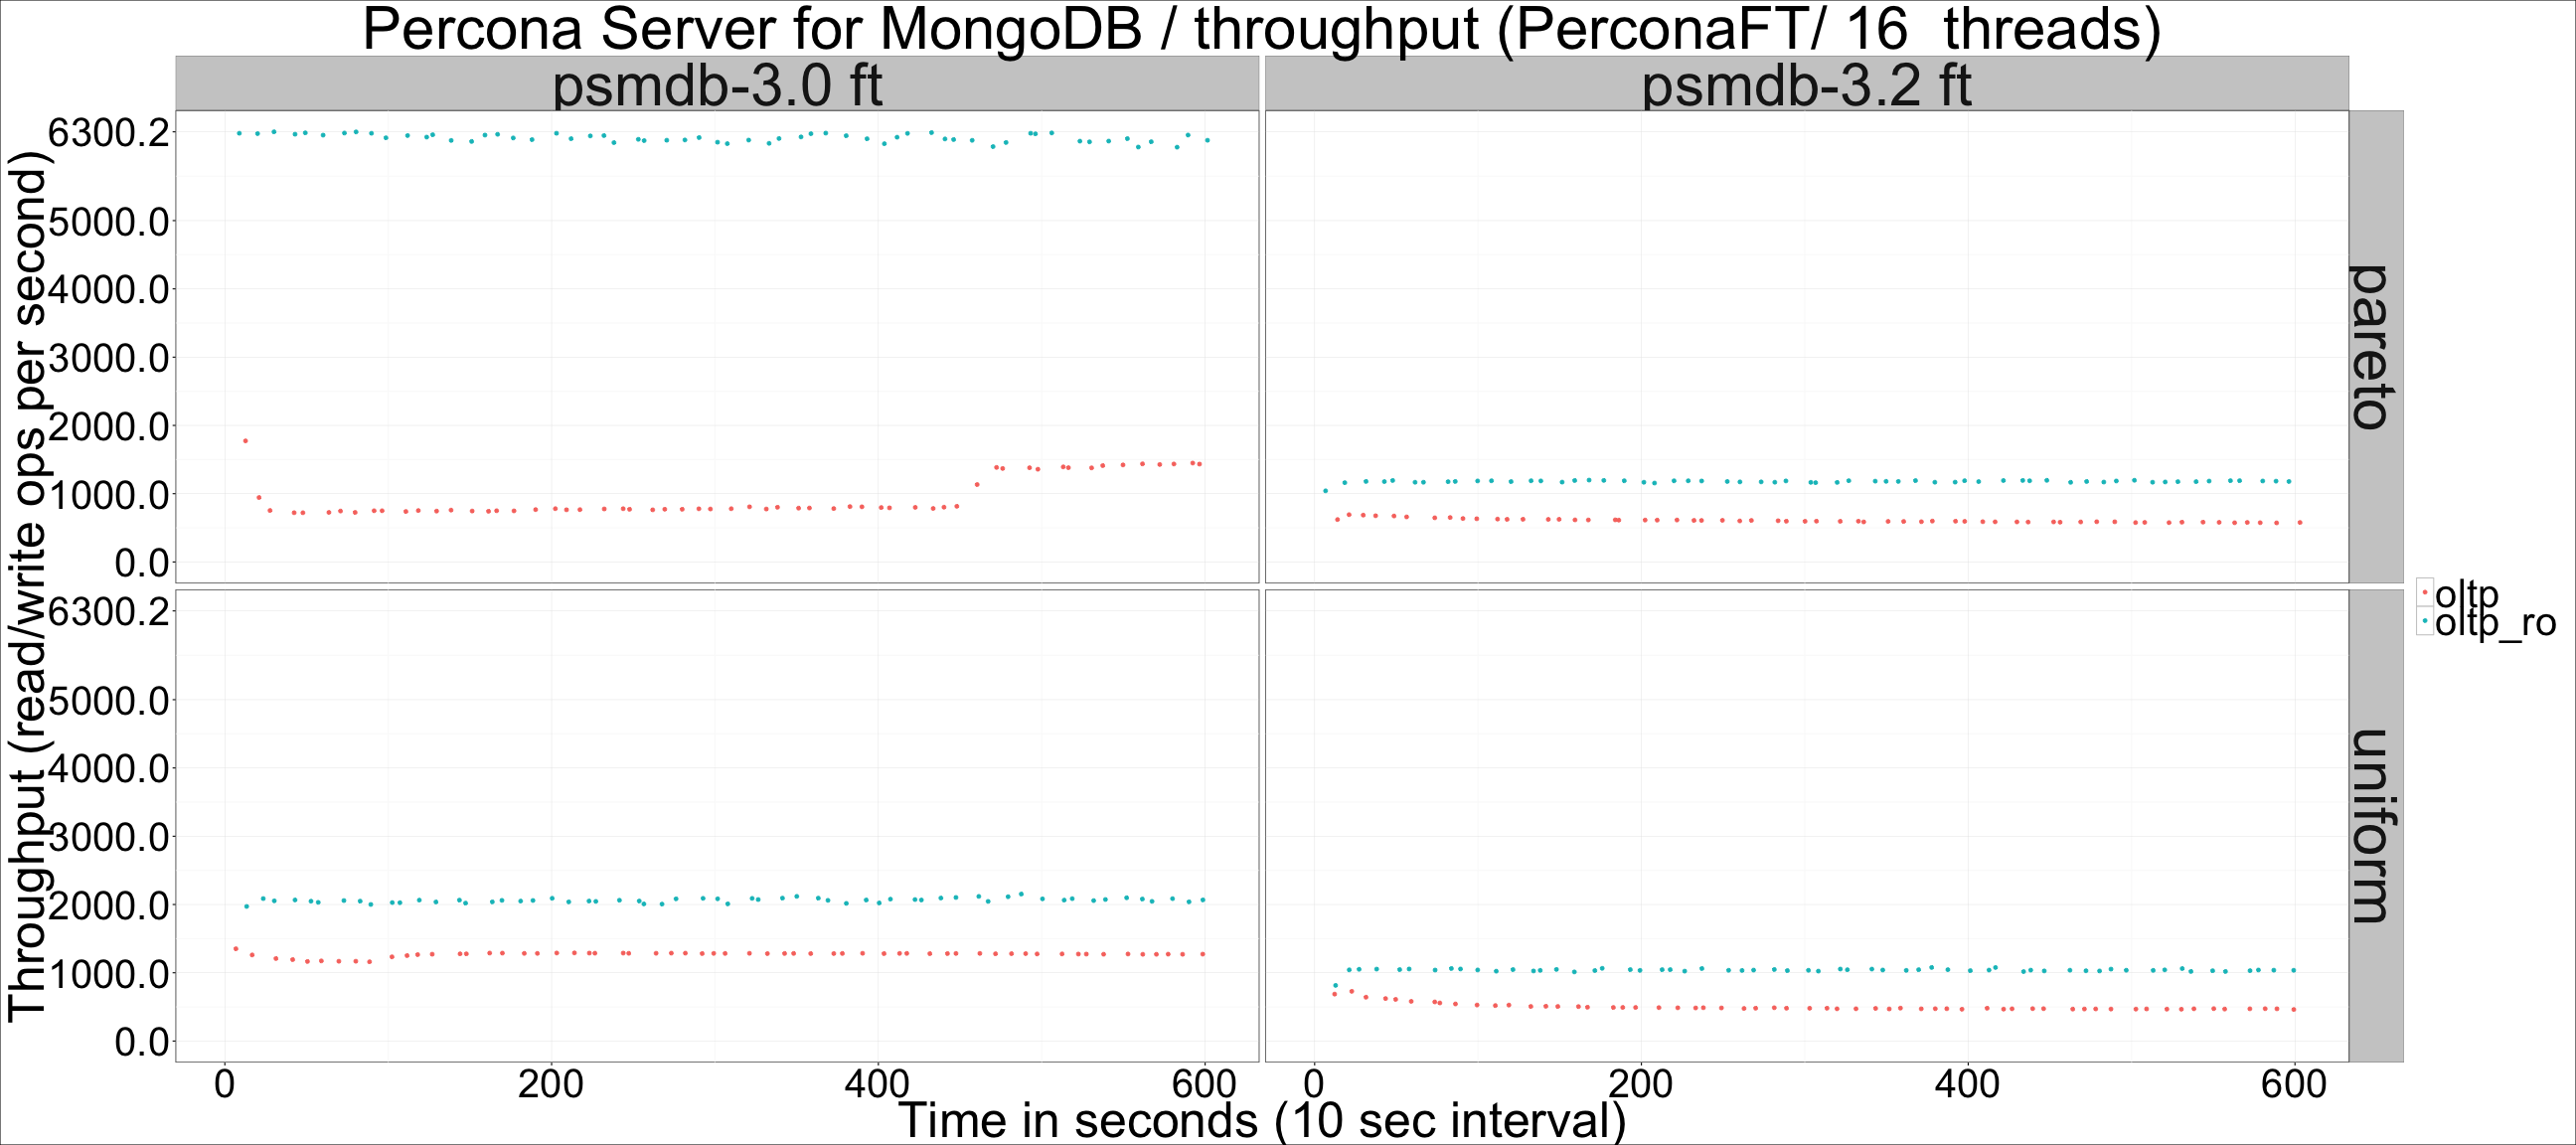 Percona Server for MongoDB / throughput (PerconaFT/ 16  threads)
psmdb-3.0 ft
psmdb-3.2 ft
Throughput (read/write ops per second)
6300.2
5000.0
4000.0
3000.0
2000.0
1000.0
0.0
pareto
6300.2
5000.0
4000.0
3000.0
2000.0
1000.0
0.0
uniform
0 200 400 600
0 200 400 600
Time in seconds (10 sec interval)
oltp
oltp_ro